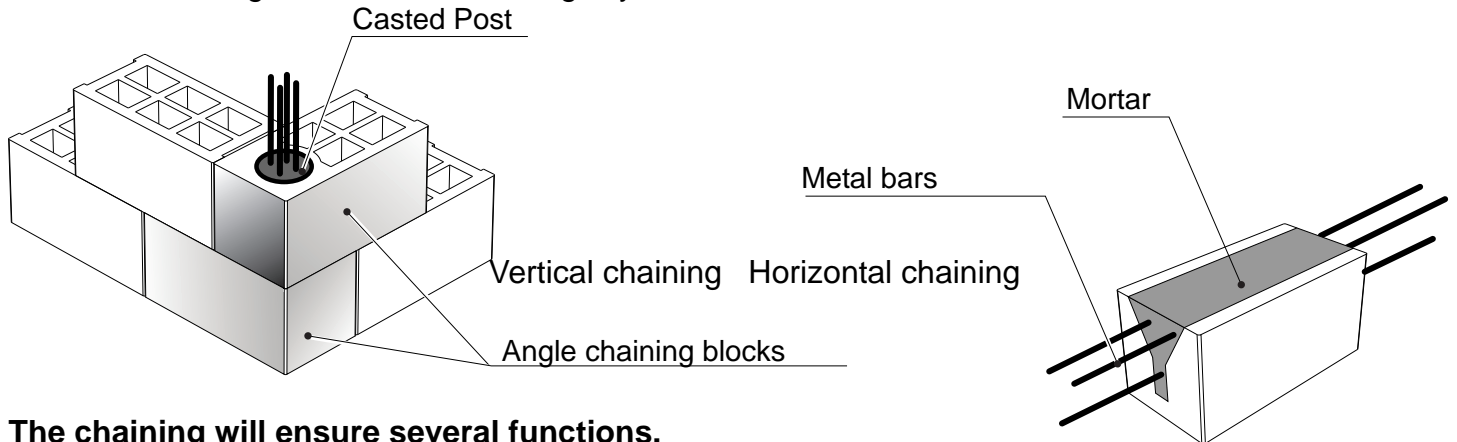 Casted Post
Mortar
Metal bars
Vertical chaining Horizontal chaining
Angle chaining blocks
The chaining will ensure several functions.